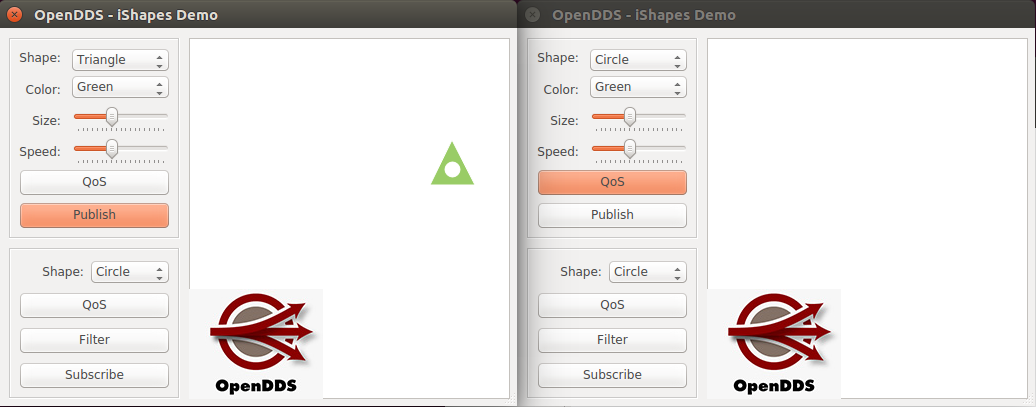 OpenDDS - iShapes Demo
Shape: Triangle
Color: Green
Size:
Speed:
QoS
Publish
Shape: Circle
QoS
Filter
Subscribe
OpenDDS
OpenDDS - iShapes Demo
Shape: Circle
Color: Green
Size:
Speed:
QoS
Publish
Shape: Circle
QoS
Filter
Subscribe
OpenDDS